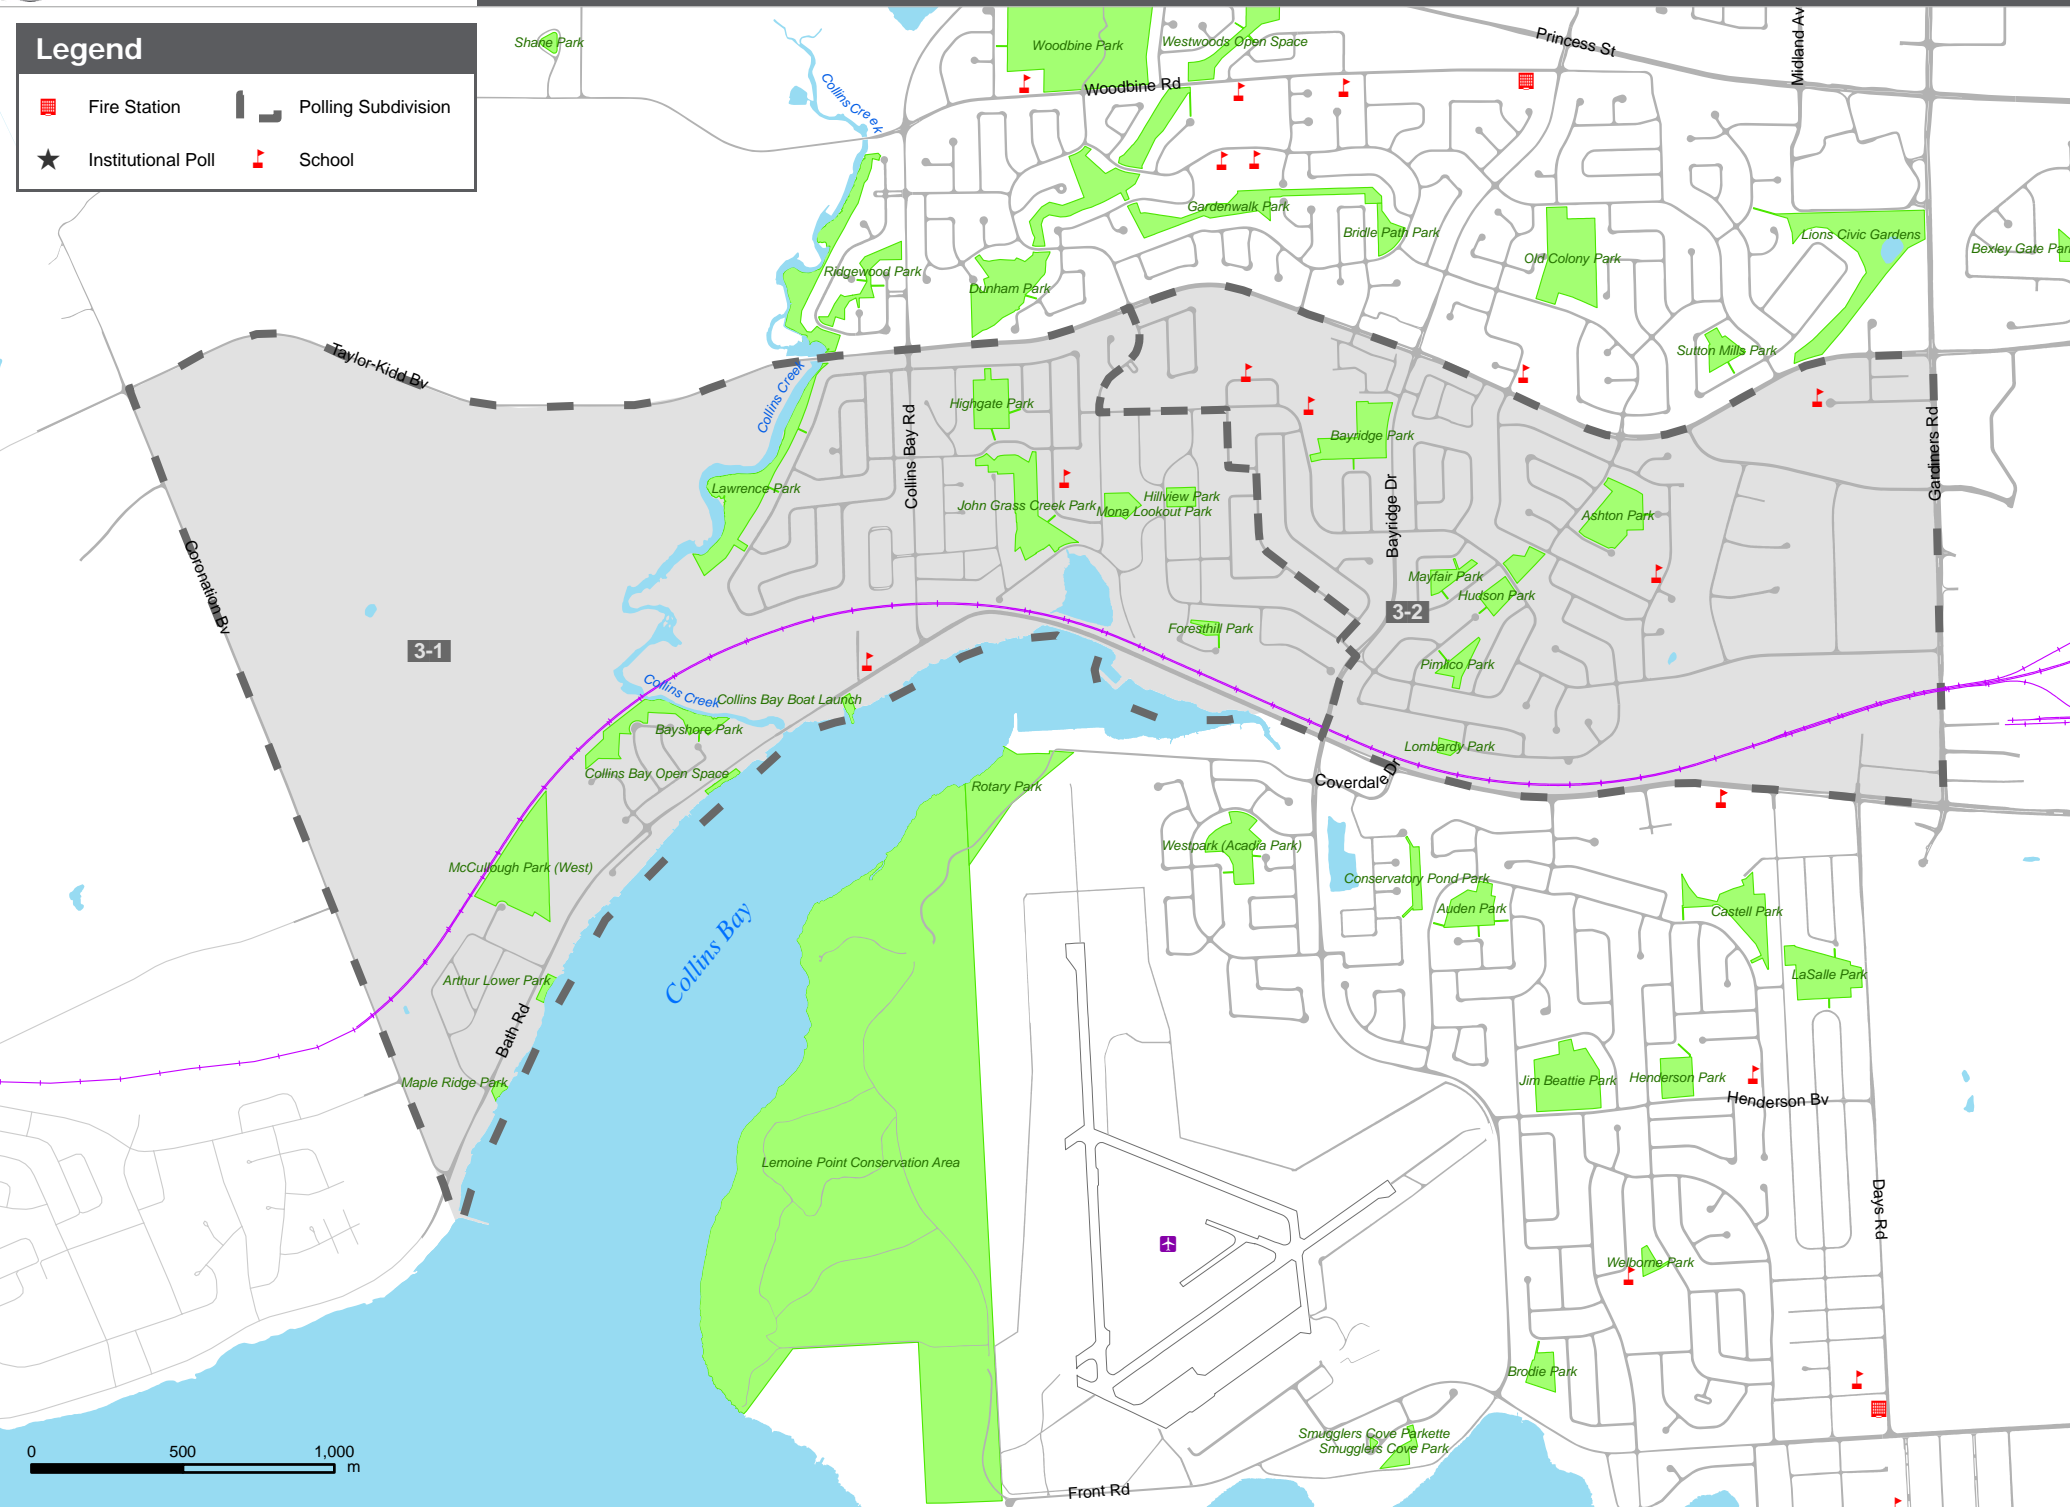 Legend
Fire Station
Polling Subdivision
Institutional Poll
School
Shane Park
Woodbine Park
Westwoods Open Space
Princess St
Midland Av
Woodbine Rd
Collins Creek
Gardenwalk Park
Bridle Path Park
Old Colony Park
Lions Civic Gardens
Bexley Gate Par
Ridgewood Park
Dunham Park
Sutton Mills Park
Taylor-Kidd Bv
Collins Creek
Highgate Park
Collins Bay Rd
Bayridge Park
Gardiners Rd
Lawrence Park
John Grass Creek Park
Hillview Park
Mona Lookout Park
Bayridge Dr
Ashton Park
Coronation Bv
Mayfair Park
Hudson Park
3-2
3-1
Foresthill Park
Pimlico Park
Collins Creek
Collins Bay Boat Launch
Bayshore Park
Lombardy Park
Collins Bay Open Space
Coverdale Dr
Rotary Park
McCullough Park (West)
Westpark (Acadia Park)
Conservatory Pond Park
Auden Park
Castell Park
Collins Bay
LaSalle Park
Arthur Lower Park
Bath Rd
Maple Ridge Park
Jim Beattie Park
Henderson Park
Henderson Bv
Lemoine Point Conservation Area
Days Rd
Welborne Park
Brodie Park
Smugglers Cove Parkette
Smugglers Cove Park
Front Rd
0 500 1,000
m